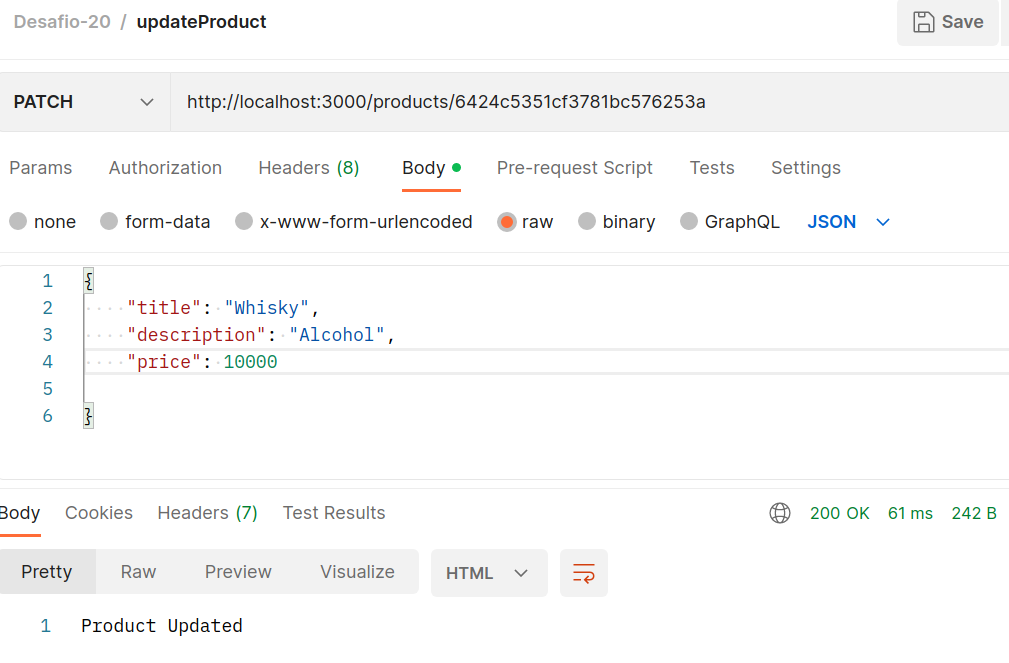 Desafio-20 / updateProduct
Save
PATCH
http://localhost:3000/products/6424c5351cf3781bc576253a
Params Authorization Headers (8) Body Pre-request Script Tests Settings
none form-data x-www-form-urlencoded raw binary GraphQL JSON
1 {
2 "title": "Whisky",
3 "description": "Alcohol",
4 "price": 10000
5
6 }
Body Cookies Headers (7) Test Results 200 OK 61 ms 242 B
Pretty Raw Preview Visualize HTML
1 Product Updated